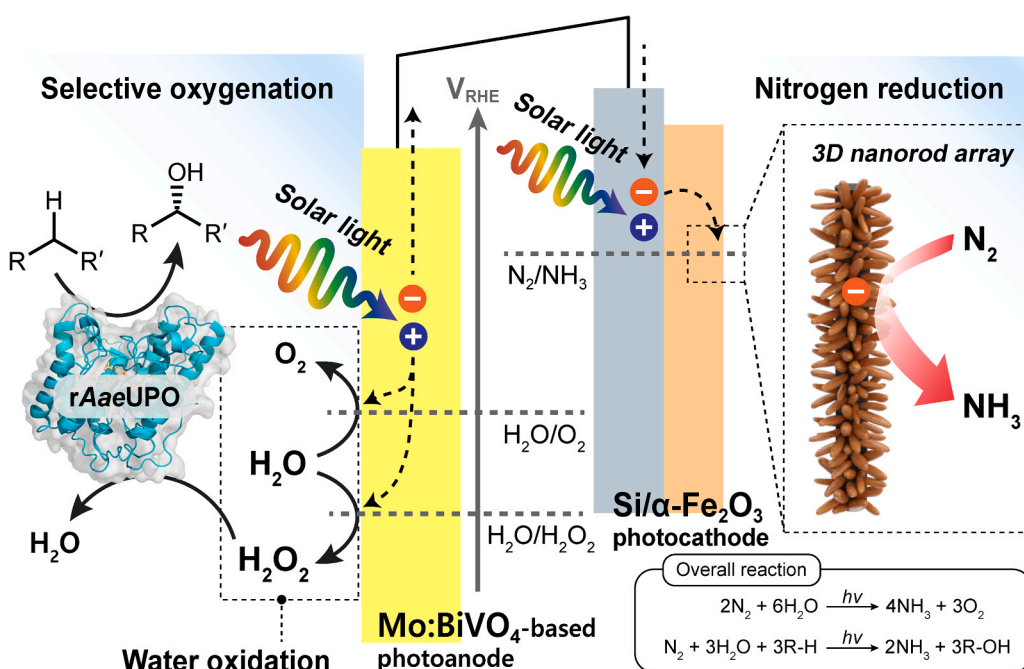 Selective oxygenation
V_RHE
Solar light
Nitrogen reduction
3D nanorod array
H
OH
R
R′
R
R′
Solar light
−
+
N₂/NH₃
−
+
−
N₂
NH₃
rAaeUPO
O₂
H₂O
H₂O₂
H₂O
H₂O/O₂
H₂O/H₂O₂
Si/α-Fe₂O₃
photocathode
Mo:BiVO₄-based
photoanode
Water oxidation
Overall reaction
2N₂ + 6H₂O hv 4NH₃ + 3O₂
N₂ + 3H₂O + 3R-H hv 2NH₃ + 3R-OH